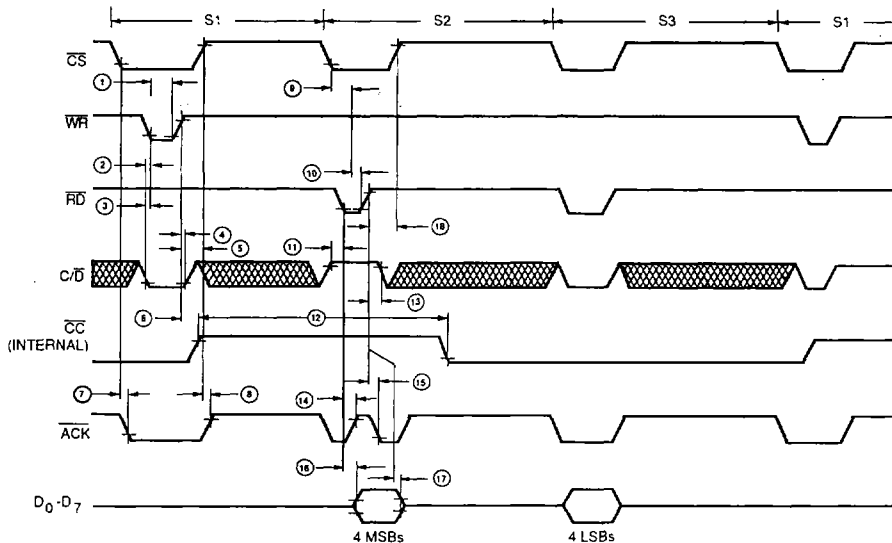 S1 S2 S3 S1
CS
1 9
WR
2
10
3 RD
18
4
11
5
C/D
13
6
12
CC
(INTERNAL)
15
7 8 14
ACK
16 17
D0-D7
4 MSBs 4 LSBs